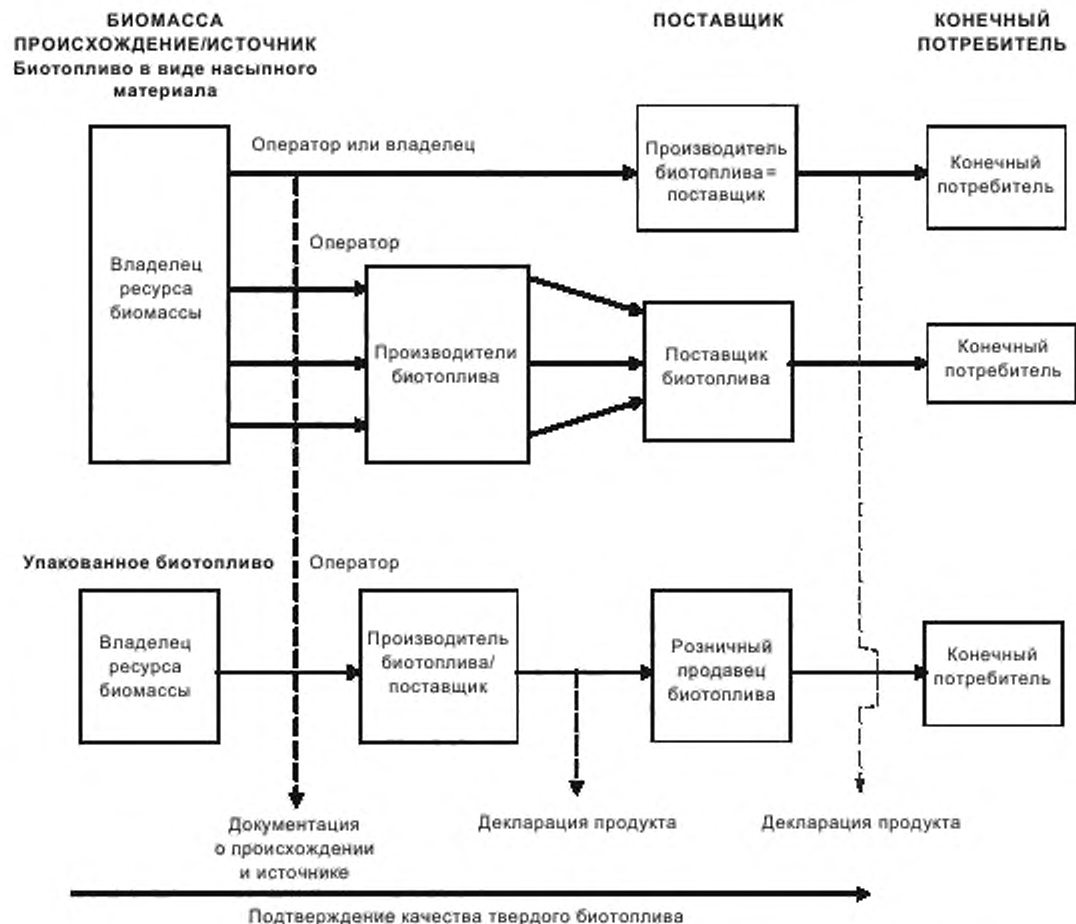 БИОМАССА
ПРОИСХОЖДЕНИЕ/ИСТОЧНИК
Биотопливо в виде насыпного
материала
ПОСТАВЩИК
КОНЕЧНЫЙ
ПОТРЕБИТЕЛЬ
Оператор или владелец
Производитель
биотоплива=
поставщик
Конечный
потребитель
Владелец
ресурса
биомассы
Оператор
Производители
биотоплива
Поставщик
биотоплива
Конечный
потребитель
Упакованное биотопливо
Оператор
Владелец
ресурса
биомассы
Производитель
биотоплива/
поставщик
Розничный
продавец
биотоплива
Конечный
потребитель
Документация
о происхождении
и источнике
Декларация продукта
Декларация продукта
Подтверждение качества твердого биотоплива